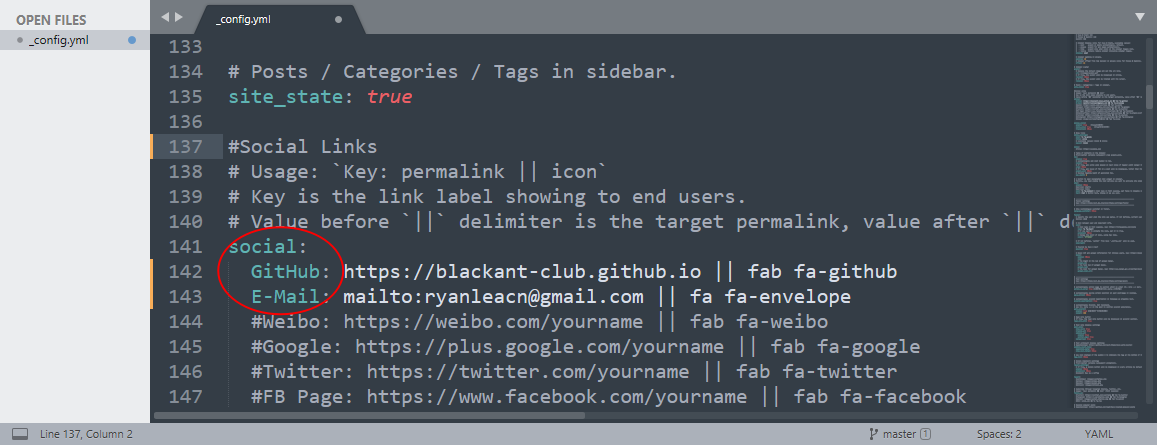 OPEN FILES
_config.yml
_config.yml
133
134 # Posts / Categories / Tags in sidebar.
135 site_state: true
136
137 #Social Links
138 # Usage: `Key: permalink || icon`
139 # Key is the link label showing to end users.
140 # Value before `||` delimiter is the target permalink, value after `||` de
141 social:
142 GitHub: https://blackant-club.github.io || fab fa-github
143 E-Mail: mailto:ryanleacn@gmail.com || fa fa-envelope
144 #Weibo: https://weibo.com/yourname || fab fa-weibo
145 #Google: https://plus.google.com/yourname || fab fa-google
146 #Twitter: https://twitter.com/yourname || fab fa-twitter
147 #FB Page: https://www.facebook.com/yourname || fab fa-facebook
Line 137, Column 2 master 1 Spaces: 2 YAML